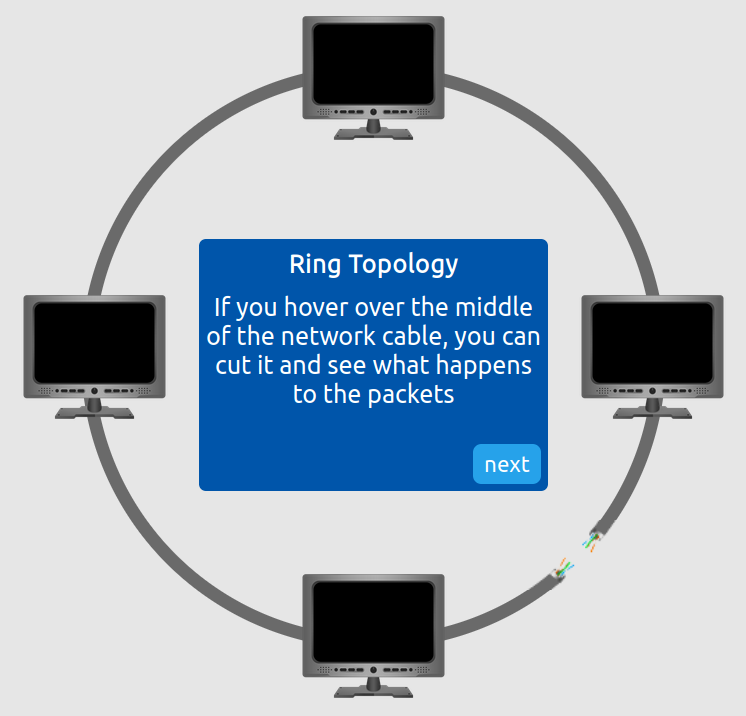 Ring Topology
If you hover over the middle
of the network cable, you can
cut it and see what happens
to the packets
next